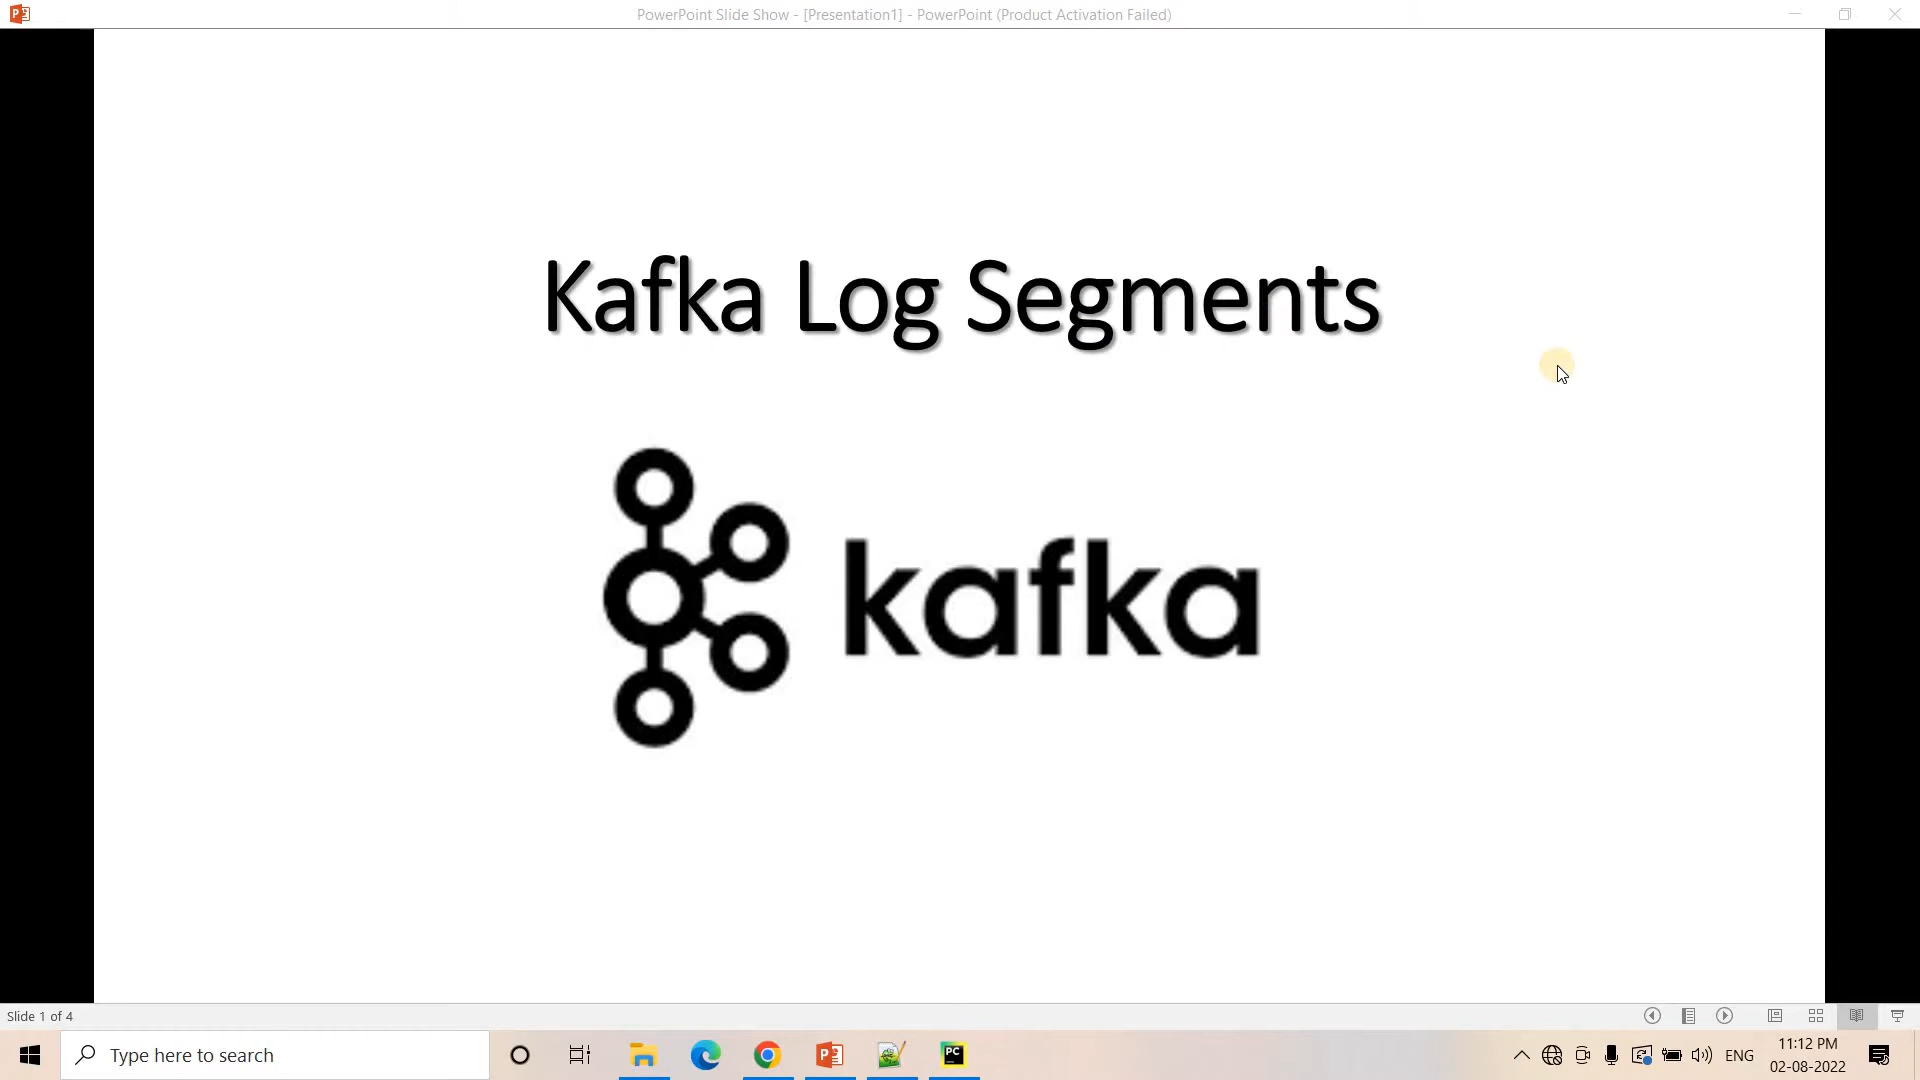 PowerPoint Slide Show - [Presentation1] - PowerPoint (Product Activation Failed)
Kafka Log Segments
kafka
Slide 1 of 4
Type here to search
PC
ENG
11:12 PM
02-08-2022